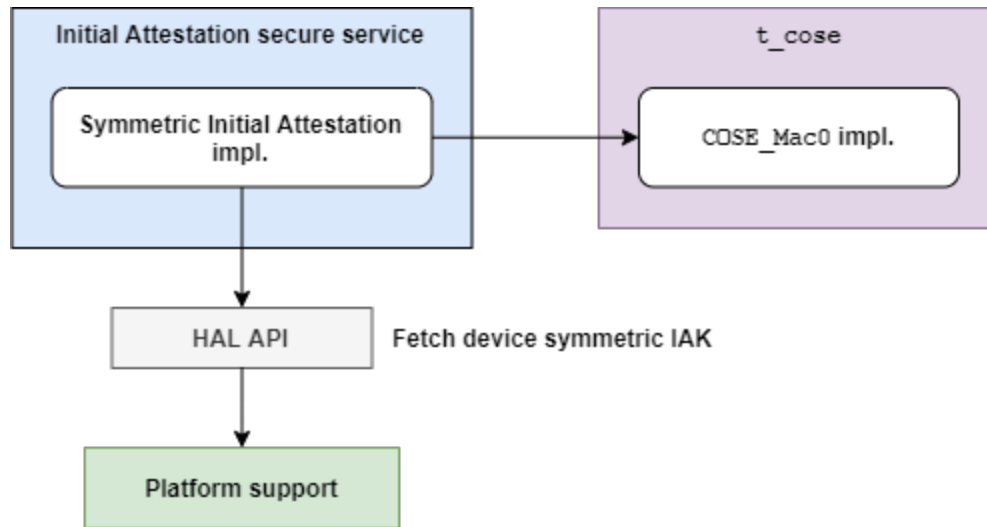 Initial Attestation secure service
t_cose
Symmetric Initial Attestation
impl.
COSE_Mac0 impl.
HAL API
Fetch device symmetric IAK
Platform support